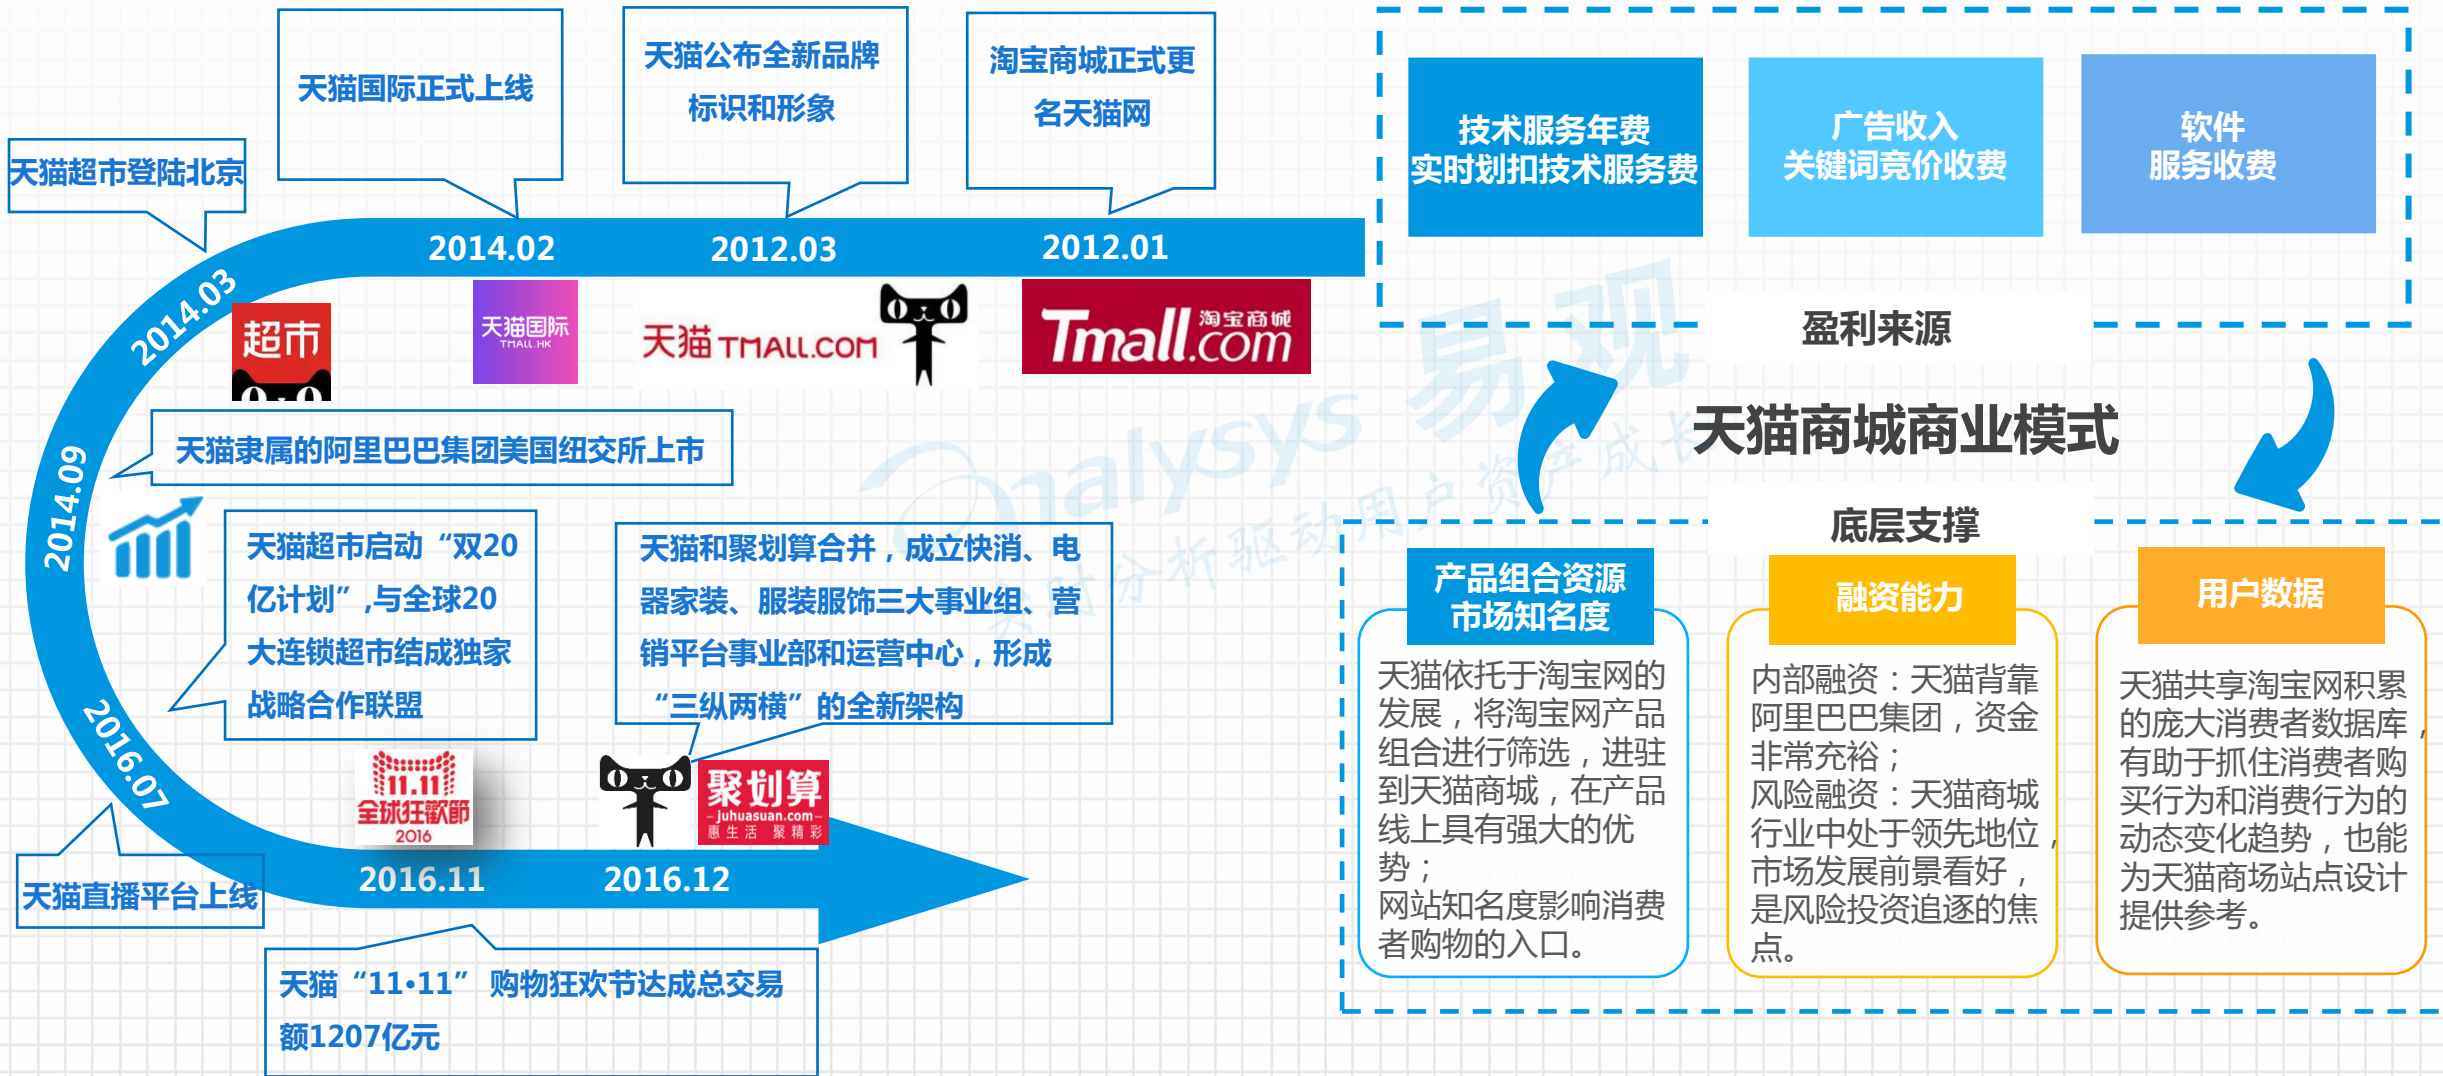 天猫国际正式上线
天猫公布全新品牌
标识和形象
淘宝商城正式更
名天猫网
天猫超市登陆北京
2014.02
2012.03
2012.01
2014.03
超市
天猫国际
TMALL.HK
天猫 TMALL.COM
Tmall.com
淘宝商城
天猫隶属的阿里巴巴集团美国纽交所上市
2014.09
天猫超市启动“双20
亿计划”,与全球20
大连锁超市结成独家
战略合作联盟
天猫和聚划算合并，成立快消、电
器家装、服装服饰三大事业组、营
销平台事业部和运营中心，形成
“三纵两横”的全新架构
2016.07
11.11
全球狂歡節
2016
聚划算
juhuasuan.com
惠生活 聚精彩
天猫直播平台上线
2016.11
2016.12
天猫“11•11” 购物狂欢节达成总交易
额1207亿元
技术服务年费
实时划扣技术服务费
广告收入
关键词竞价收费
软件
服务收费
盈利来源
天猫商城商业模式
底层支撑
产品组合资源
市场知名度
天猫依托于淘宝网的
发展，将淘宝网产品
组合进行筛选，进驻
到天猫商城，在产品
线上具有强大的优
势；
网站知名度影响消费
者购物的入口。
融资能力
内部融资：天猫背靠
阿里巴巴集团，资金
非常充裕；
风险融资：天猫商城
行业中处于领先地位，
市场发展前景看好，
是风险投资追逐的焦
点。
用户数据
天猫共享淘宝网积累
的庞大消费者数据库，
有助于抓住消费者购
买行为和消费行为的
动态变化趋势，也能
为天猫商场站点设计
提供参考。
analysys 易观
实时分析驱动用户资产成长